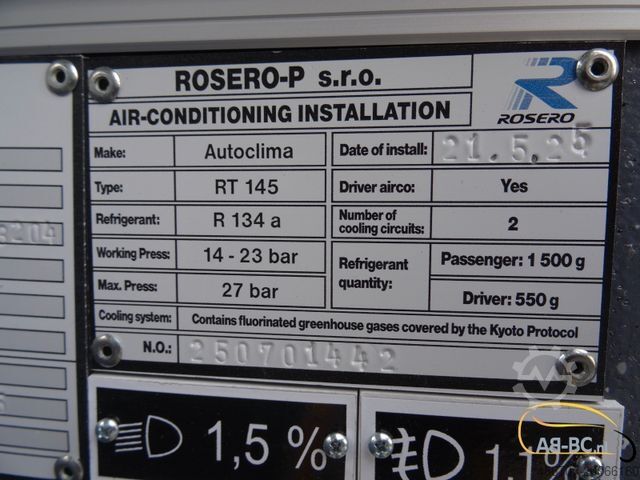 ROSERO-P s.r.o.
ROSERO
AIR-CONDITIONING INSTALLATION
Make: Autoclima Date of install: 21.5.25
Type: RT 145 Driver airco: Yes
Refrigerant: R 134 a Number of cooling circuits: 2
Working Press: 14 - 23 bar Refrigerant quantity: Passenger: 1 500 g
Max. Press: 27 bar Driver: 550 g
Cooling system: Contains fluorinated greenhouse gases covered by the Kyoto Protocol
N.O.: 250701442
1,5 %
1,1%
AB-BC.nl